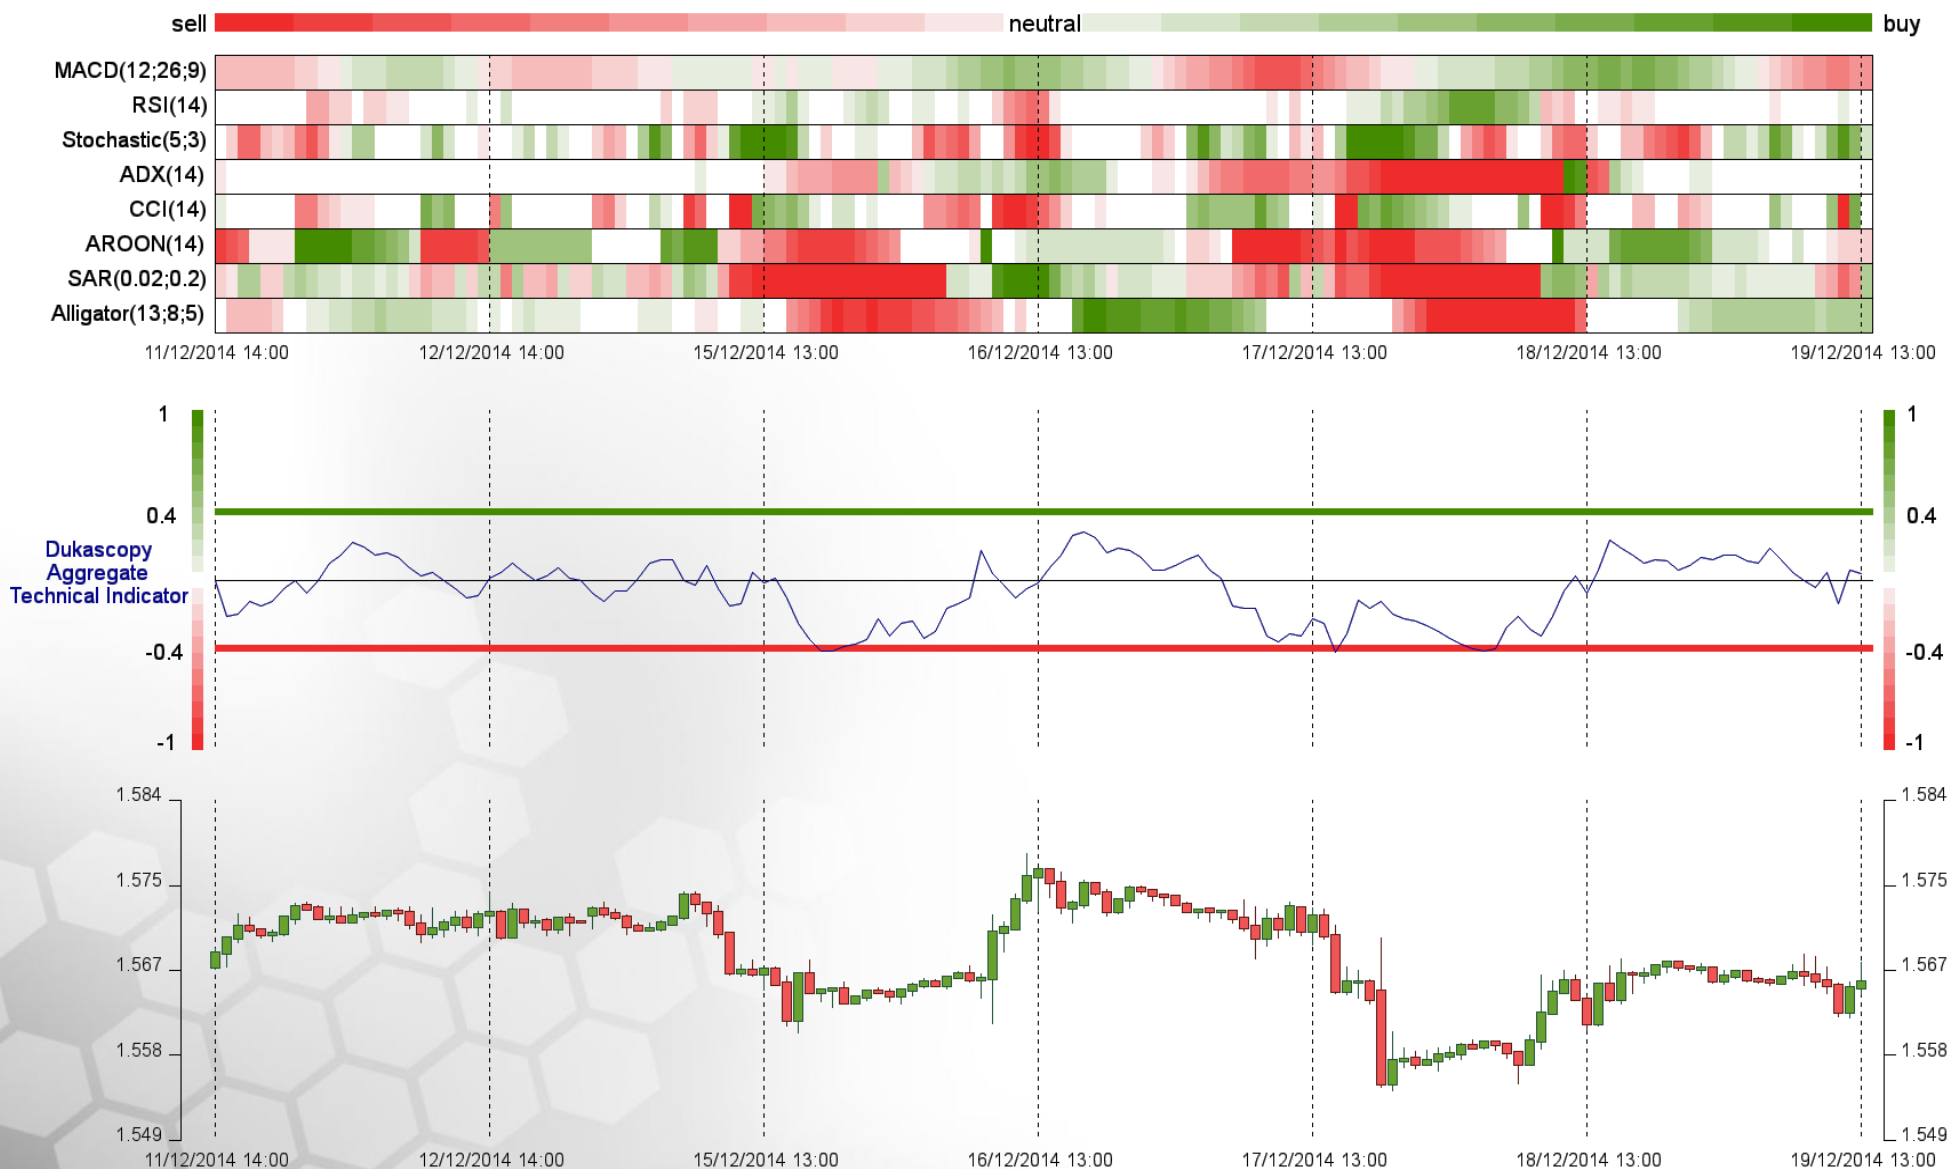 sell neutral buy
MACD(12;26;9)
RSI(14)
Stochastic(5;3)
ADX(14)
CCI(14)
AROON(14)
SAR(0.02;0.2)
Alligator(13;8;5)
11/12/2014 14:00 12/12/2014 14:00 15/12/2014 13:00 16/12/2014 13:00 17/12/2014 13:00 18/12/2014 13:00 19/12/2014 13:00
1 1
0.4 0.4
Dukascopy
Aggregate
Technical Indicator
-0.4 -0.4
-1 -1
1.584 1.584
1.575 1.575
1.567 1.567
1.558 1.558
1.549 1.549
11/12/2014 14:00 12/12/2014 14:00 15/12/2014 13:00 16/12/2014 13:00 17/12/2014 13:00 18/12/2014 13:00 19/12/2014 13:00